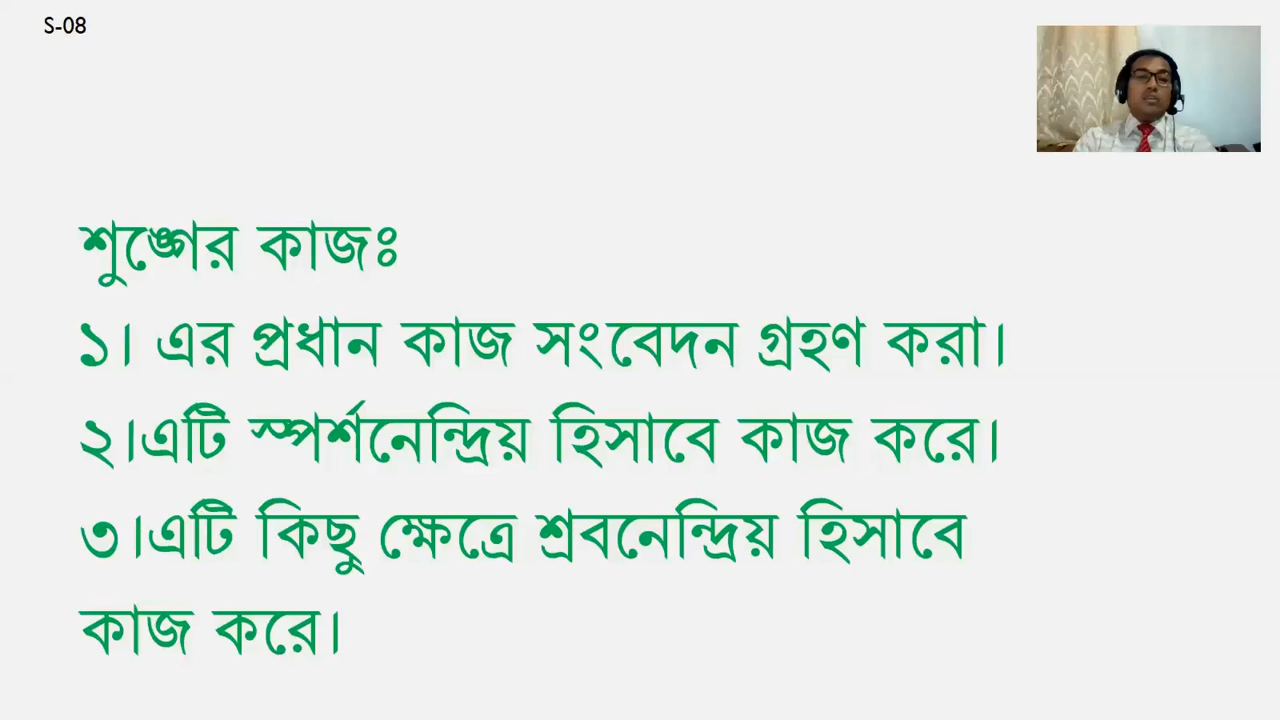 S-08
শুঙ্গের কাজঃ
১। এর প্রধান কাজ সংবেদন গ্রহণ করা।
২।এটি স্পর্শনেন্দ্রিয় হিসাবে কাজ করে।
৩।এটি কিছু ক্ষেত্রে শ্রবনেন্দ্রিয় হিসাবে
কাজ করে।